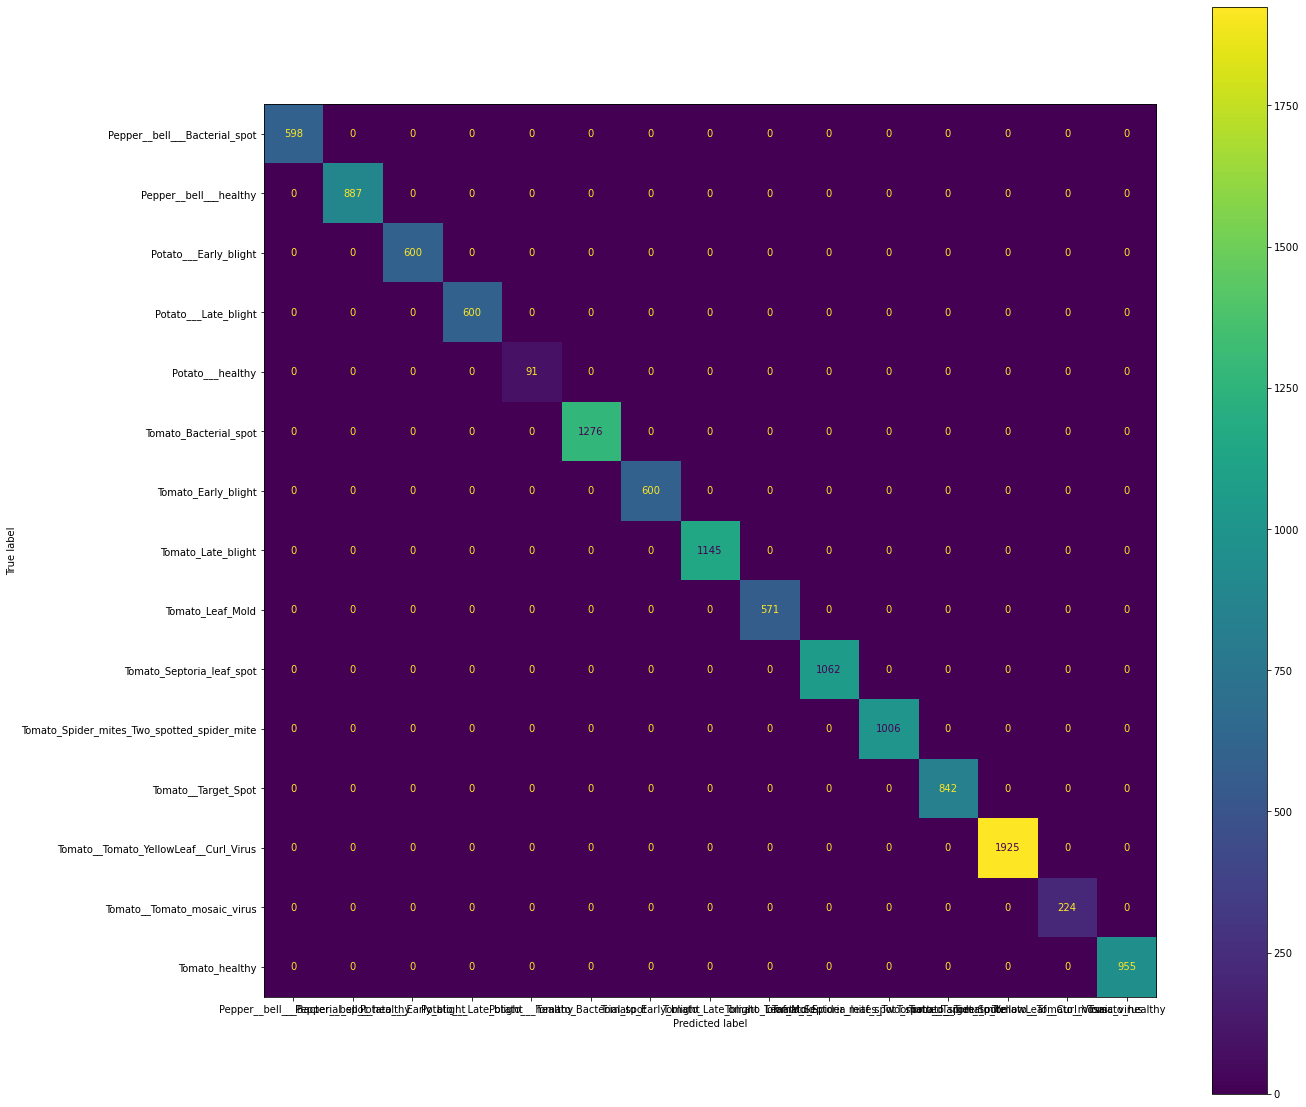 Pepper__bell___Bacterial_spot 598 0 0 0 0 0 0 0 0 0 0 0 0 0 0
Pepper__bell___healthy 0 887 0 0 0 0 0 0 0 0 0 0 0 0 0
Potato___Early_blight 0 0 600 0 0 0 0 0 0 0 0 0 0 0 0
Potato___Late_blight 0 0 0 600 0 0 0 0 0 0 0 0 0 0 0
Potato___healthy 0 0 0 0 91 0 0 0 0 0 0 0 0 0 0
Tomato_Bacterial_spot 0 0 0 0 0 1276 0 0 0 0 0 0 0 0 0
Tomato_Early_blight 0 0 0 0 0 0 600 0 0 0 0 0 0 0 0
Tomato_Late_blight 0 0 0 0 0 0 0 1145 0 0 0 0 0 0 0
Tomato_Leaf_Mold 0 0 0 0 0 0 0 0 571 0 0 0 0 0 0
Tomato_Septoria_leaf_spot 0 0 0 0 0 0 0 0 0 1062 0 0 0 0 0
Tomato_Spider_mites_Two_spotted_spider_mite 0 0 0 0 0 0 0 0 0 0 1006 0 0 0 0
Tomato__Target_Spot 0 0 0 0 0 0 0 0 0 0 0 842 0 0 0
Tomato__Tomato_YellowLeaf__Curl_Virus 0 0 0 0 0 0 0 0 0 0 0 0 1925 0 0
Tomato__Tomato_mosaic_virus 0 0 0 0 0 0 0 0 0 0 0 0 0 224 0
Tomato_healthy 0 0 0 0 0 0 0 0 0 0 0 0 0 0 955
True label
Predicted label
1750
1500
1250
1000
750
500
250
0